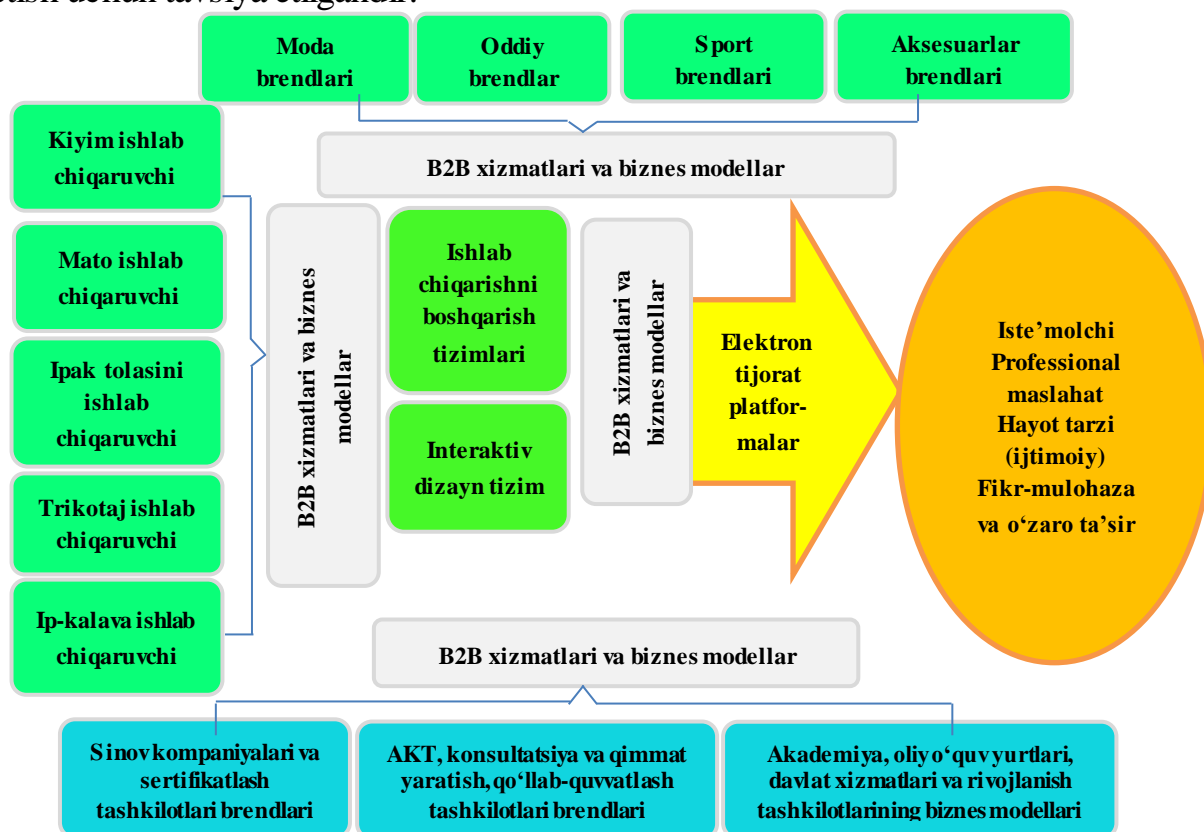 etish uchun tavsiya etilgandir.
Moda
brendlari
Oddiy
brendlar
Sport
brendlari
Aksesuarlar
brendlari
Kiyim ishlab
chiqaruvchi
Mato ishlab
chiqaruvchi
Ipak tolasini
ishlab
chiqaruvchi
Trikotaj ishlab
chiqaruvchi
Ip-kalava ishlab
chiqaruvchi
B2B xizmatlari va biznes modellar
B2B xizmatlari va biznes
modellar
Ishlab
chiqarishni
boshqarish
tizimlari
Interaktiv
dizayn tizim
B2B xizmatlari va
biznes modellar
Elektron
tijorat
platfor-
malar
Iste’molchi
Professional
maslahat
Hayot tarzi
(ijtimoiy)
Fikr-mulohaza
va o‘zaro ta’sir
B2B xizmatlari va biznes modellar
Sinov kompaniyalari va
sertifikatlash
tashkilotlari brendlari
AKT, konsultatsiya va qimmat
yaratish, qo‘llab-quvvatlash
tashkilotlari brendlari
Akademiya, oliy o‘quv yurtlari,
davlat xizmatlari va rivojlanish
tashkilotlarining biznes modellari